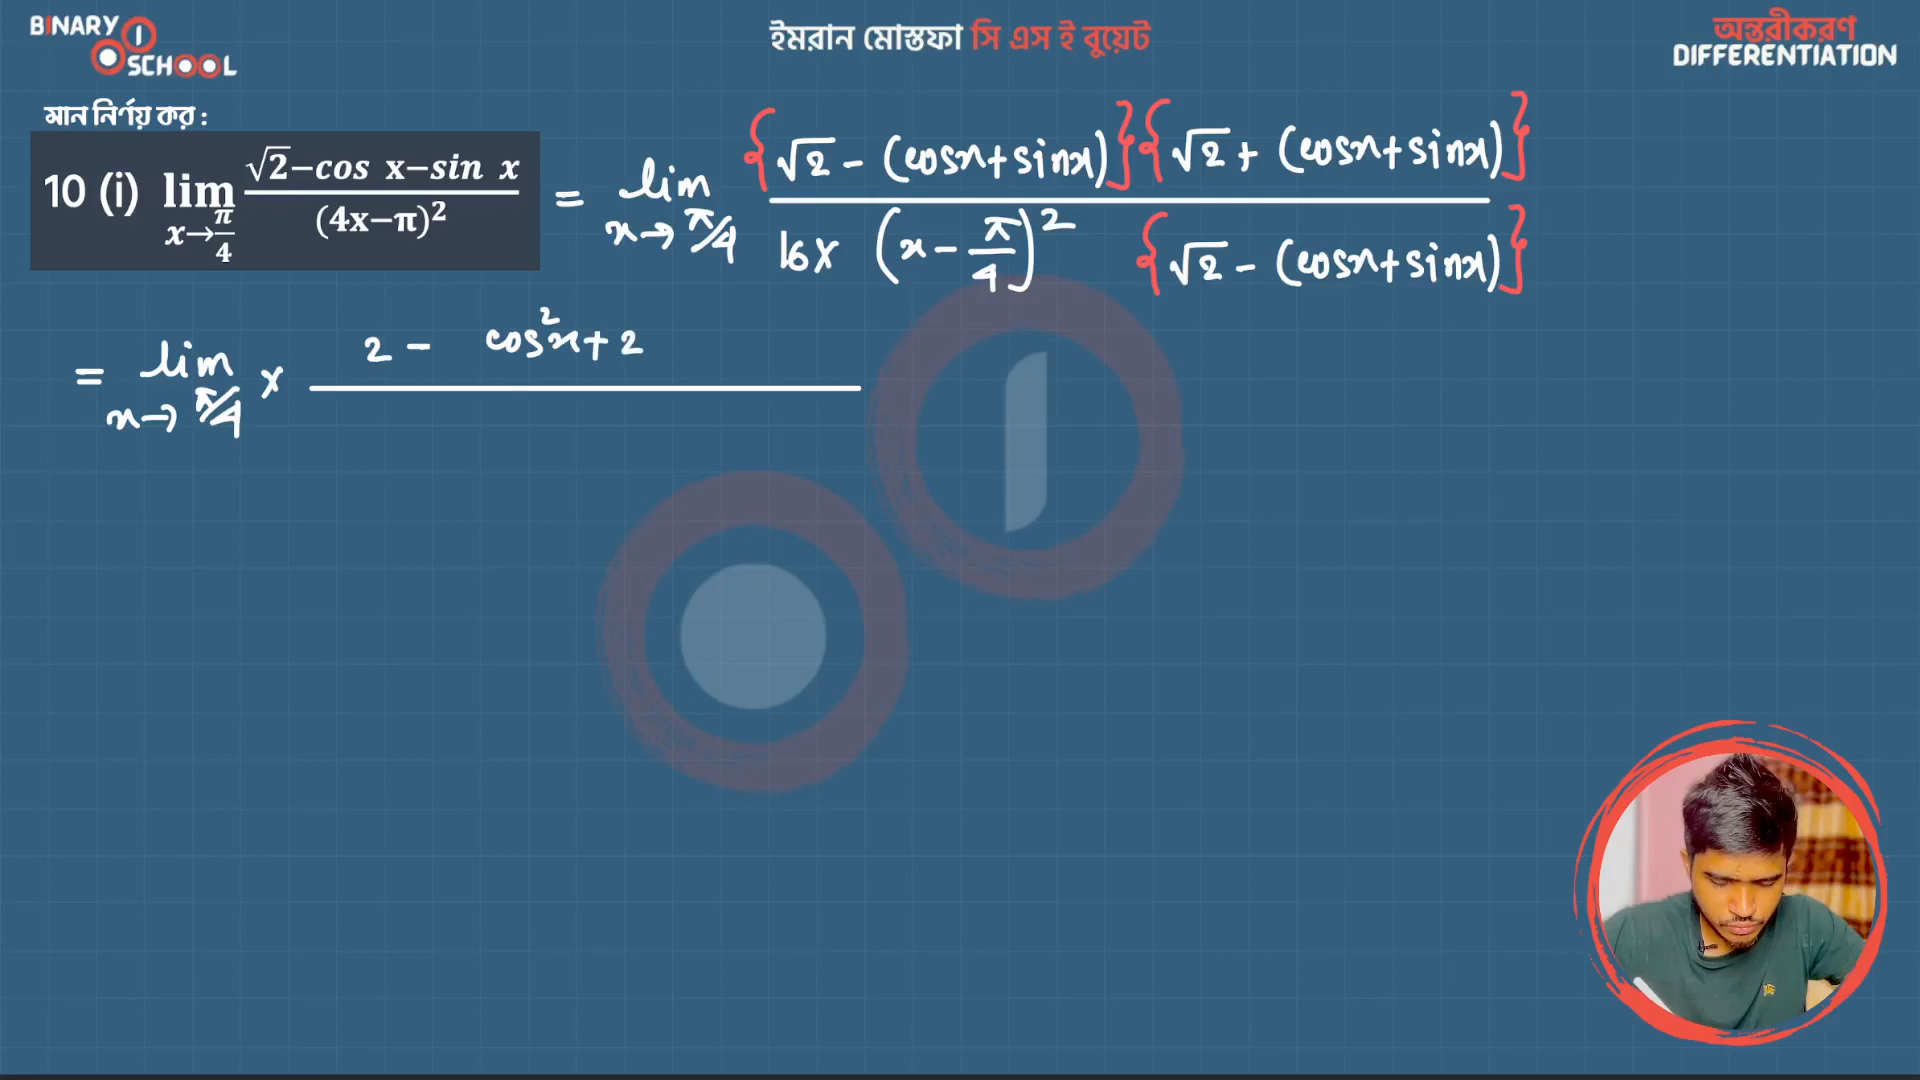 BINARY SCHOOL
ইমরান মোস্তফা সি এস ই বুয়েট
অন্তরীকরণ
DIFFERENTIATION
মান নির্ণয় কর :
10 (i) lim x→π/4 (√2−cos x−sin x)/(4x−π)² = lim x→π/4 {√2 - (cosx+sinx)}{√2 + (cosx+sinx)} / 16× (x - π/4)² {√2 - (cosx+sinx)}
= lim x→π/4 × 2 - cos²x+2